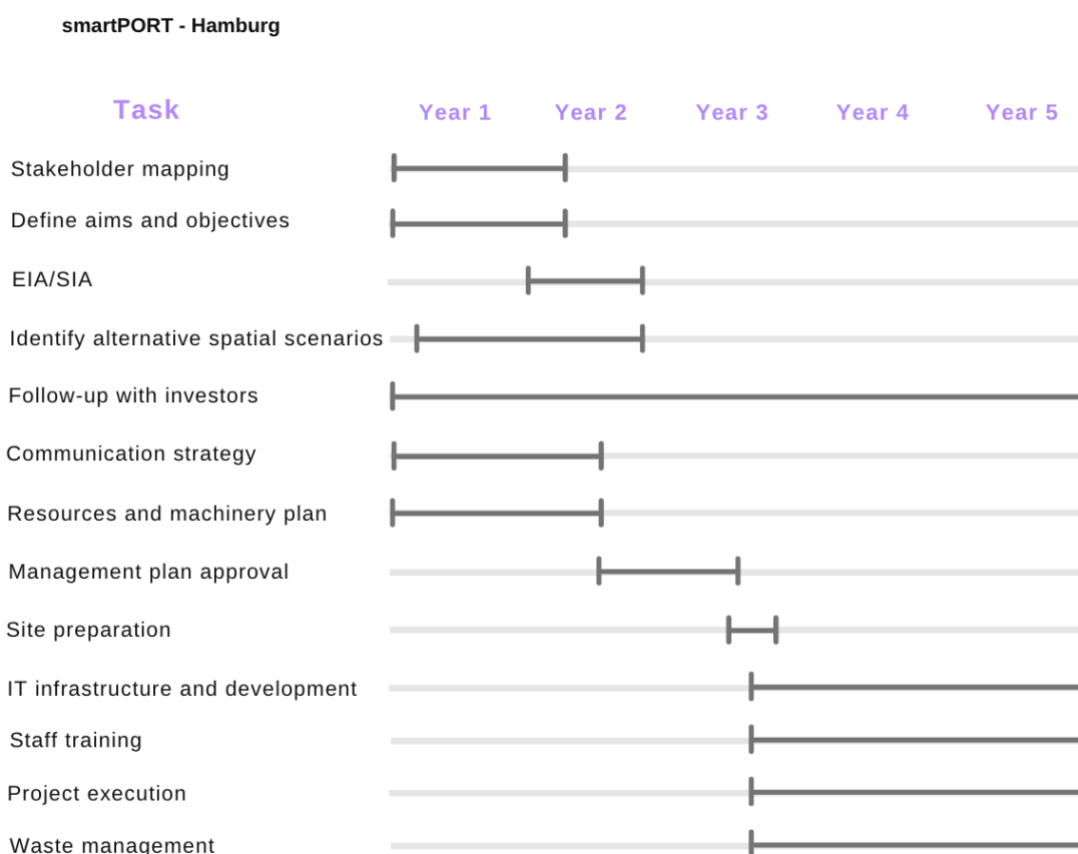 smartPORT - Hamburg
Task Year 1 Year 2 Year 3 Year 4 Year 5
Stakeholder mapping
Define aims and objectives
EIA/SIA
Identify alternative spatial scenarios
Follow-up with investors
Communication strategy
Resources and machinery plan
Management plan approval
Site preparation
IT infrastructure and development
Staff training
Project execution
Waste management